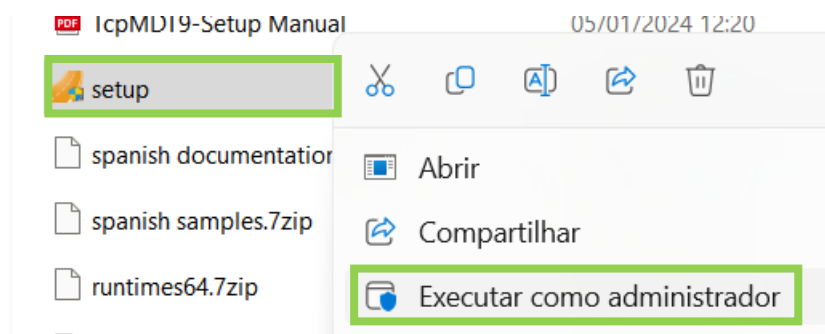 PDF TcpMDT9-Setup Manual 05/01/2024 12:20
setup
spanish documentation
spanish samples.7zip
runtimes64.7zip
A
Abrir
Compartilhar
Executar como administrador